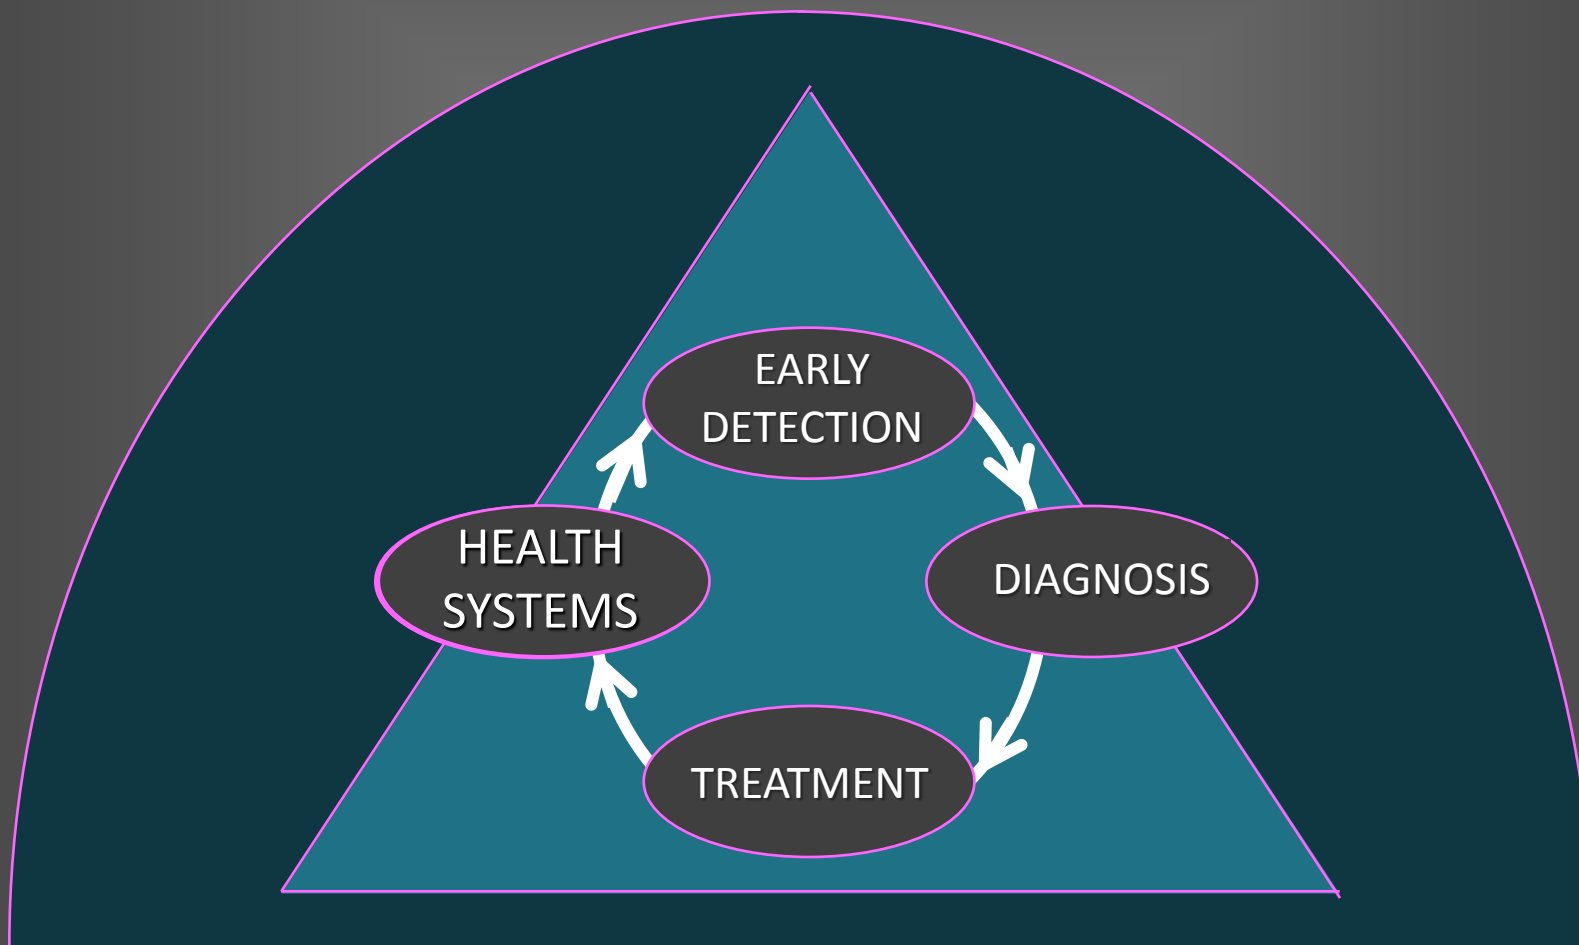 EARLY
DETECTION
HEALTH
SYSTEMS
DIAGNOSIS
TREATMENT